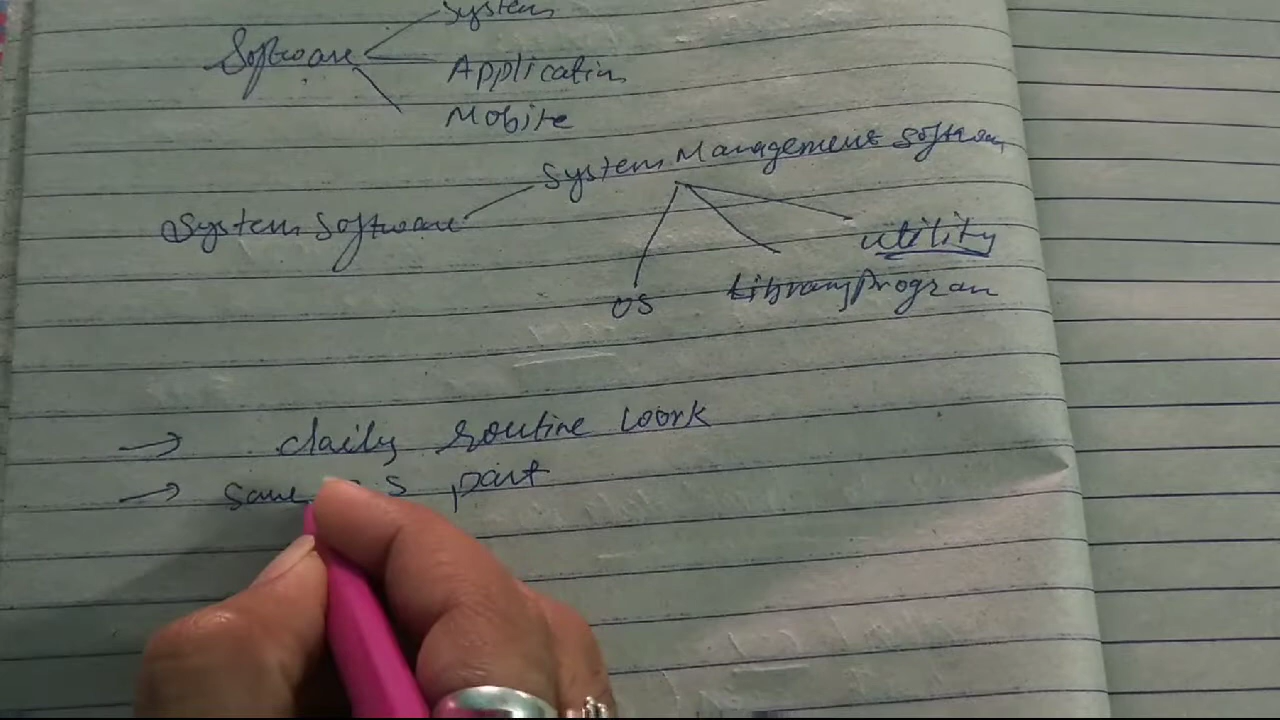 System
Software
Application
Mobile
System Management Software
System Software
utility
OS
Library Program
→ daily routine work
→ part